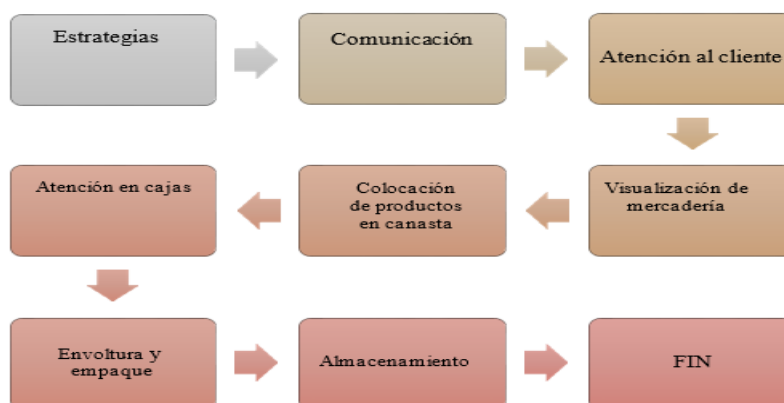 Estrategias
Comunicación
Atención al cliente
Visualización de
mercadería
Colocación
de productos
en canasta
Atención en cajas
Envoltura y
empaque
Almacenamiento
FIN